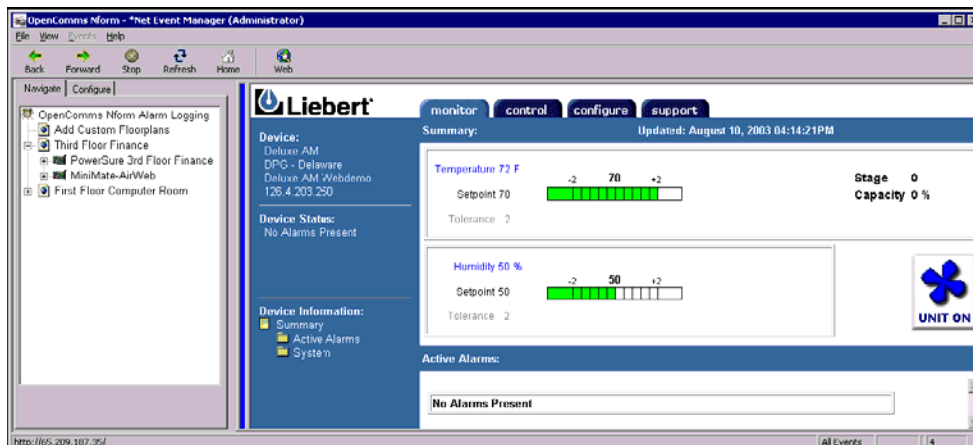 OpenComms Nform - *Net Event Manager (Administrator)
File View Events Help
Back Forward Stop Refresh Home Web
Navigate Configure
OpenComms Nform Alarm Logging
Add Custom Floorplans
Third Floor Finance
PowerSure 3rd Floor Finance
MiniMate-AirWeb
First Floor Computer Room
Liebert
monitor control configure support
Device:
Deluxe AM
DPG - Delaware
Deluxe AM Webdemo
126.4.203.250
Device Status:
No Alarms Present
Device Information:
Summary
Active Alarms
System
Summary: Updated: August 10, 2003 04:14:21PM
Temperature 72 F
-2 70 +2
Setpoint 70
Tolerance 2
Stage 0
Capacity 0 %
Humidity 50 %
-2 50 +2
Setpoint 50
Tolerance 2
UNIT ON
Active Alarms:
No Alarms Present
http://65.209.187.35/
All Events 4